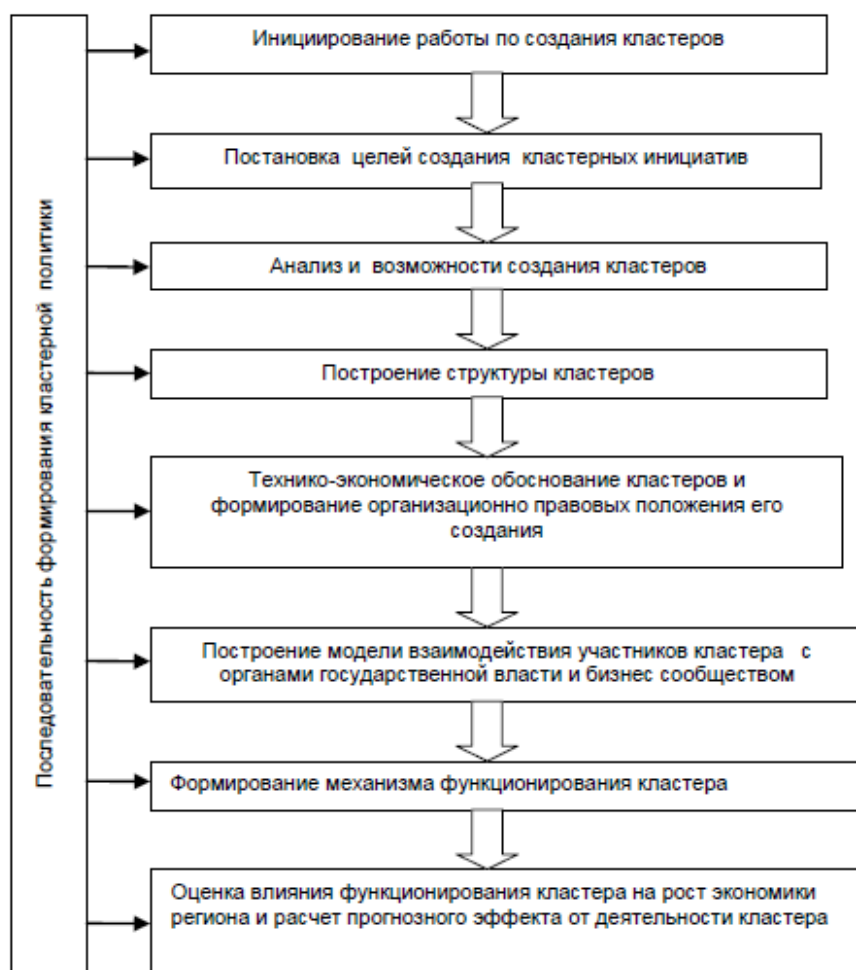 Последовательность формирования кластерной политики
Инициирование работы по создания кластеров
Постановка целей создания кластерных инициатив
Анализ и возможности создания кластеров
Построение структуры кластеров
Технико-экономическое обоснование кластеров и
формирование организационно правовых положения его
создания
Построение модели взаимодействия участников кластера с
органами государственной власти и бизнес сообществом
Формирование механизма функционирования кластера
Оценка влияния функционирования кластера на рост экономики
региона и расчет прогнозного эффекта от деятельности кластера